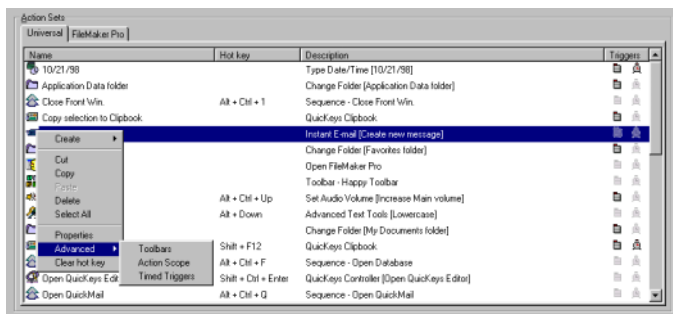 Action Sets
Universal FileMaker Pro
Name Hot key Description Triggers
10/21/98 Type Date/Time [10/21/98]
Application Data folder Change Folder [Application Data folder]
Close Front Win. Alt + Ctrl + 1 Sequence - Close Front Win.
Copy selection to Clipbook QuicKeys Clipbook
Instant E-mail [Create new message]
Create Change Folder [Favorites folder]
Cut Open FileMaker Pro
Copy Toolbar - Happy Toolbar
Paste
Delete Alt + Ctrl + Up Set Audio Volume [Increase Main volume]
Select All Alt + Down Advanced Text Tools [Lowercase]
Properties Change Folder [My Documents folder]
Advanced Toolbars Shift + F12 QuicKeys Clipbook
Clear hot key Action Scope Alt + Ctrl + F Sequence - Open Database
Open QuicKeys Edit Timed Triggers Shift + Ctrl + Enter QuicKeys Controller [Open QuicKeys Editor]
Open QuickMail Alt + Ctrl + Q Sequence - Open QuickMail